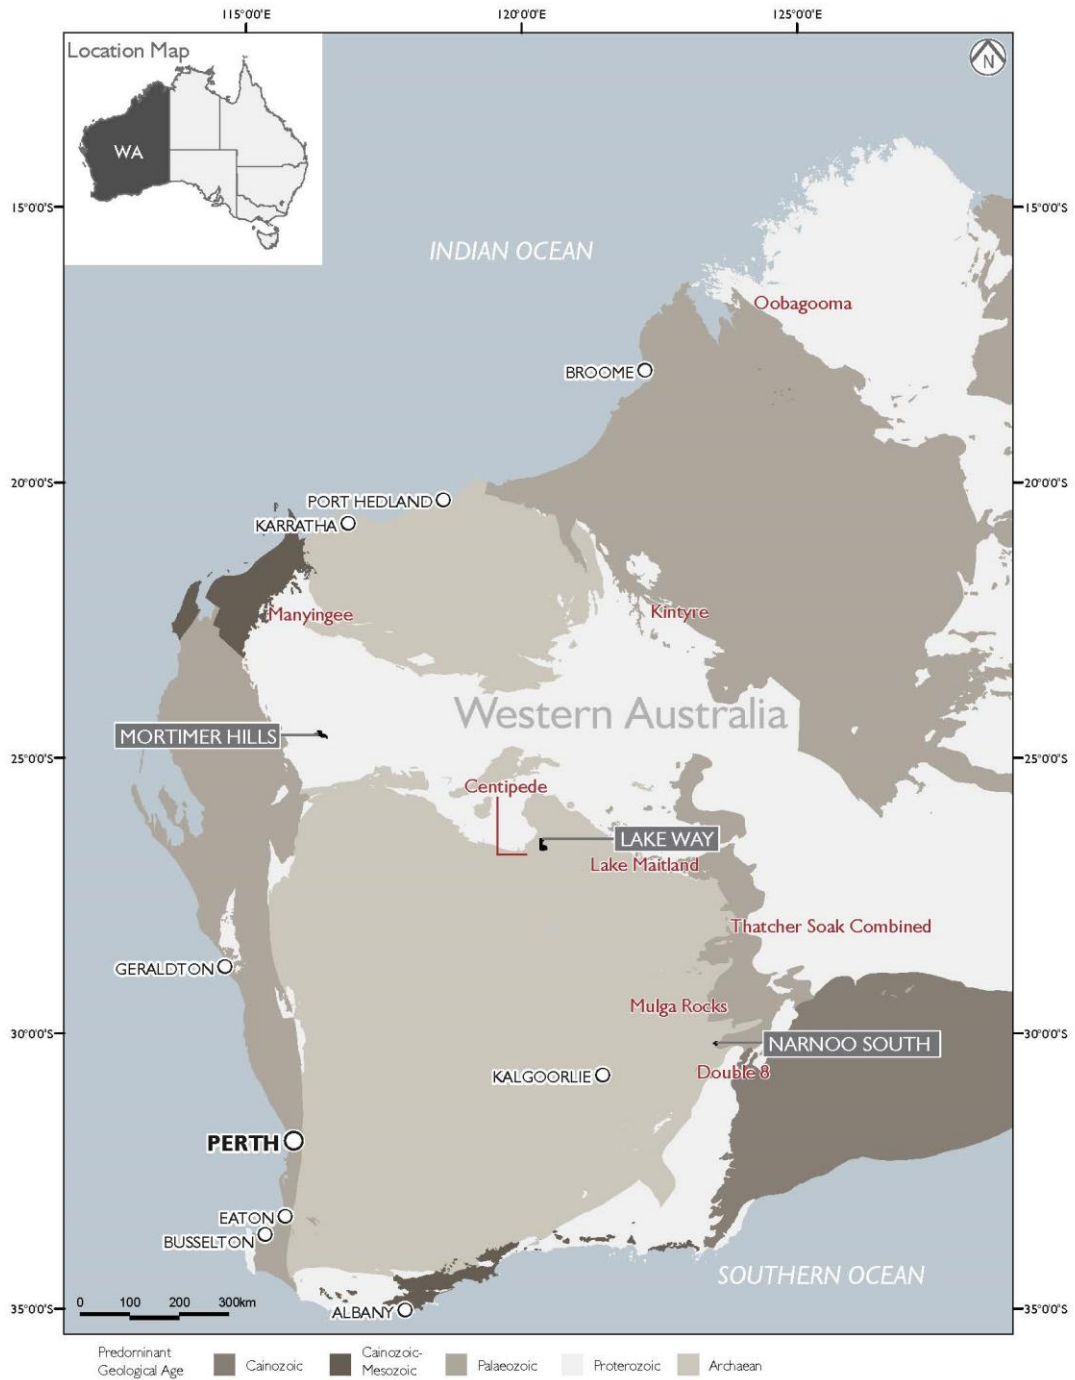 115°0'0"E 120°0'0"E 125°0'0"E
Location Map
N
WA
15°0'0"S 15°0'0"S
INDIAN OCEAN
Oobagooma
BROOME
20°0'0"S 20°0'0"S
PORT HEDLAND
KARRATHA
Manyingee
Kintyre
Western Australia
MORTIMER HILLS
25°0'0"S 25°0'0"S
Centipede
LAKE WAY
Lake Maitland
Thatcher Soak Combined
GERALDTON
Mulga Rocks
30°0'0"S 30°0'0"S
NARNOO SOUTH
Double 8
KALGOORLIE
PERTH
EATON
BUSSELTON
SOUTHERN OCEAN
0 100 200 300km
35°0'0"S 35°0'0"S
ALBANY
Predominant
Geological Age
Cainozoic
Cainozoic-
Mesozoic
Palaeozoic
Proterozoic
Archaean